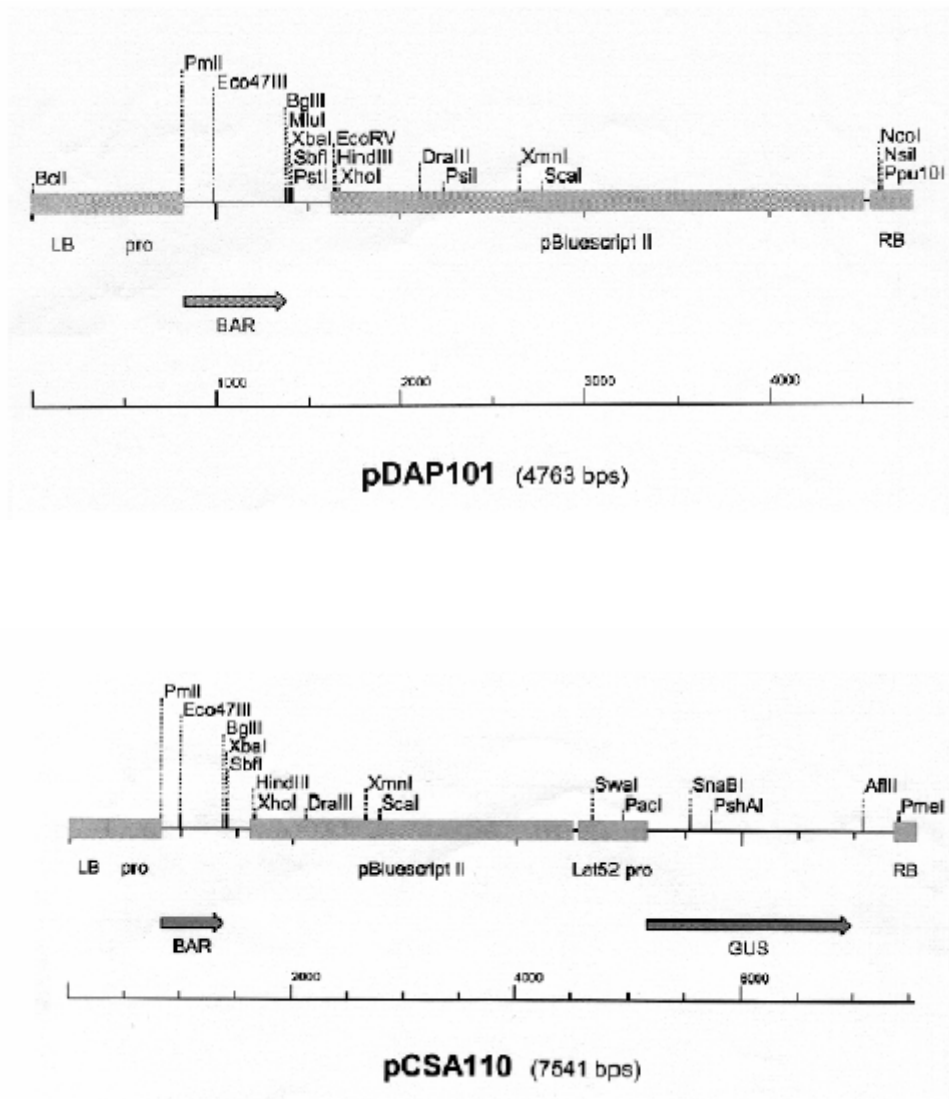 PmlI
Eco47III
BglII
MluI
XbaI EcoRV
SbfI HindIII DraIII XmnI
PstI XhoI PsiI ScaI
NcoI
NsiI
Ppu10I
BclI
LB pro pBluescript II RB
BAR
1000 2000 3000 4000
pDAP101 (4763 bps)
PmlI
Eco47III
BglII
XbaI
SbfI
HindIII XmnI SwaI SnaBI AflII
XhoI DraIII ScaI PacI PshAI PmeI
LB pro pBluescript II Lat52 pro RB
BAR GUS
2000 4000 6000
pCSA110 (7541 bps)